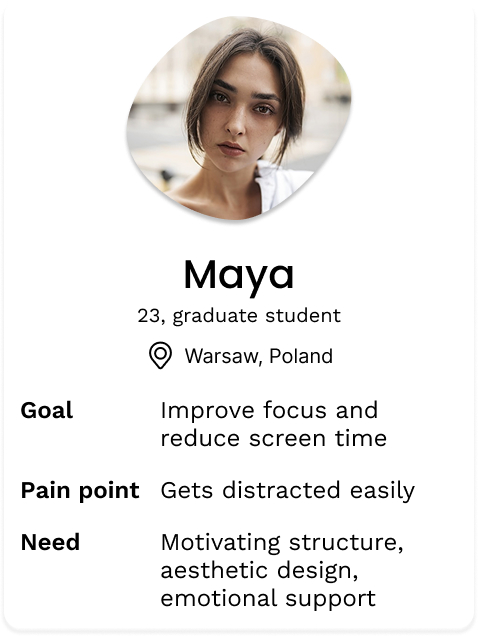 Maya
23, graduate student
Warsaw, Poland
Goal Improve focus and
reduce screen time
Pain point Gets distracted easily
Need Motivating structure,
aesthetic design,
emotional support